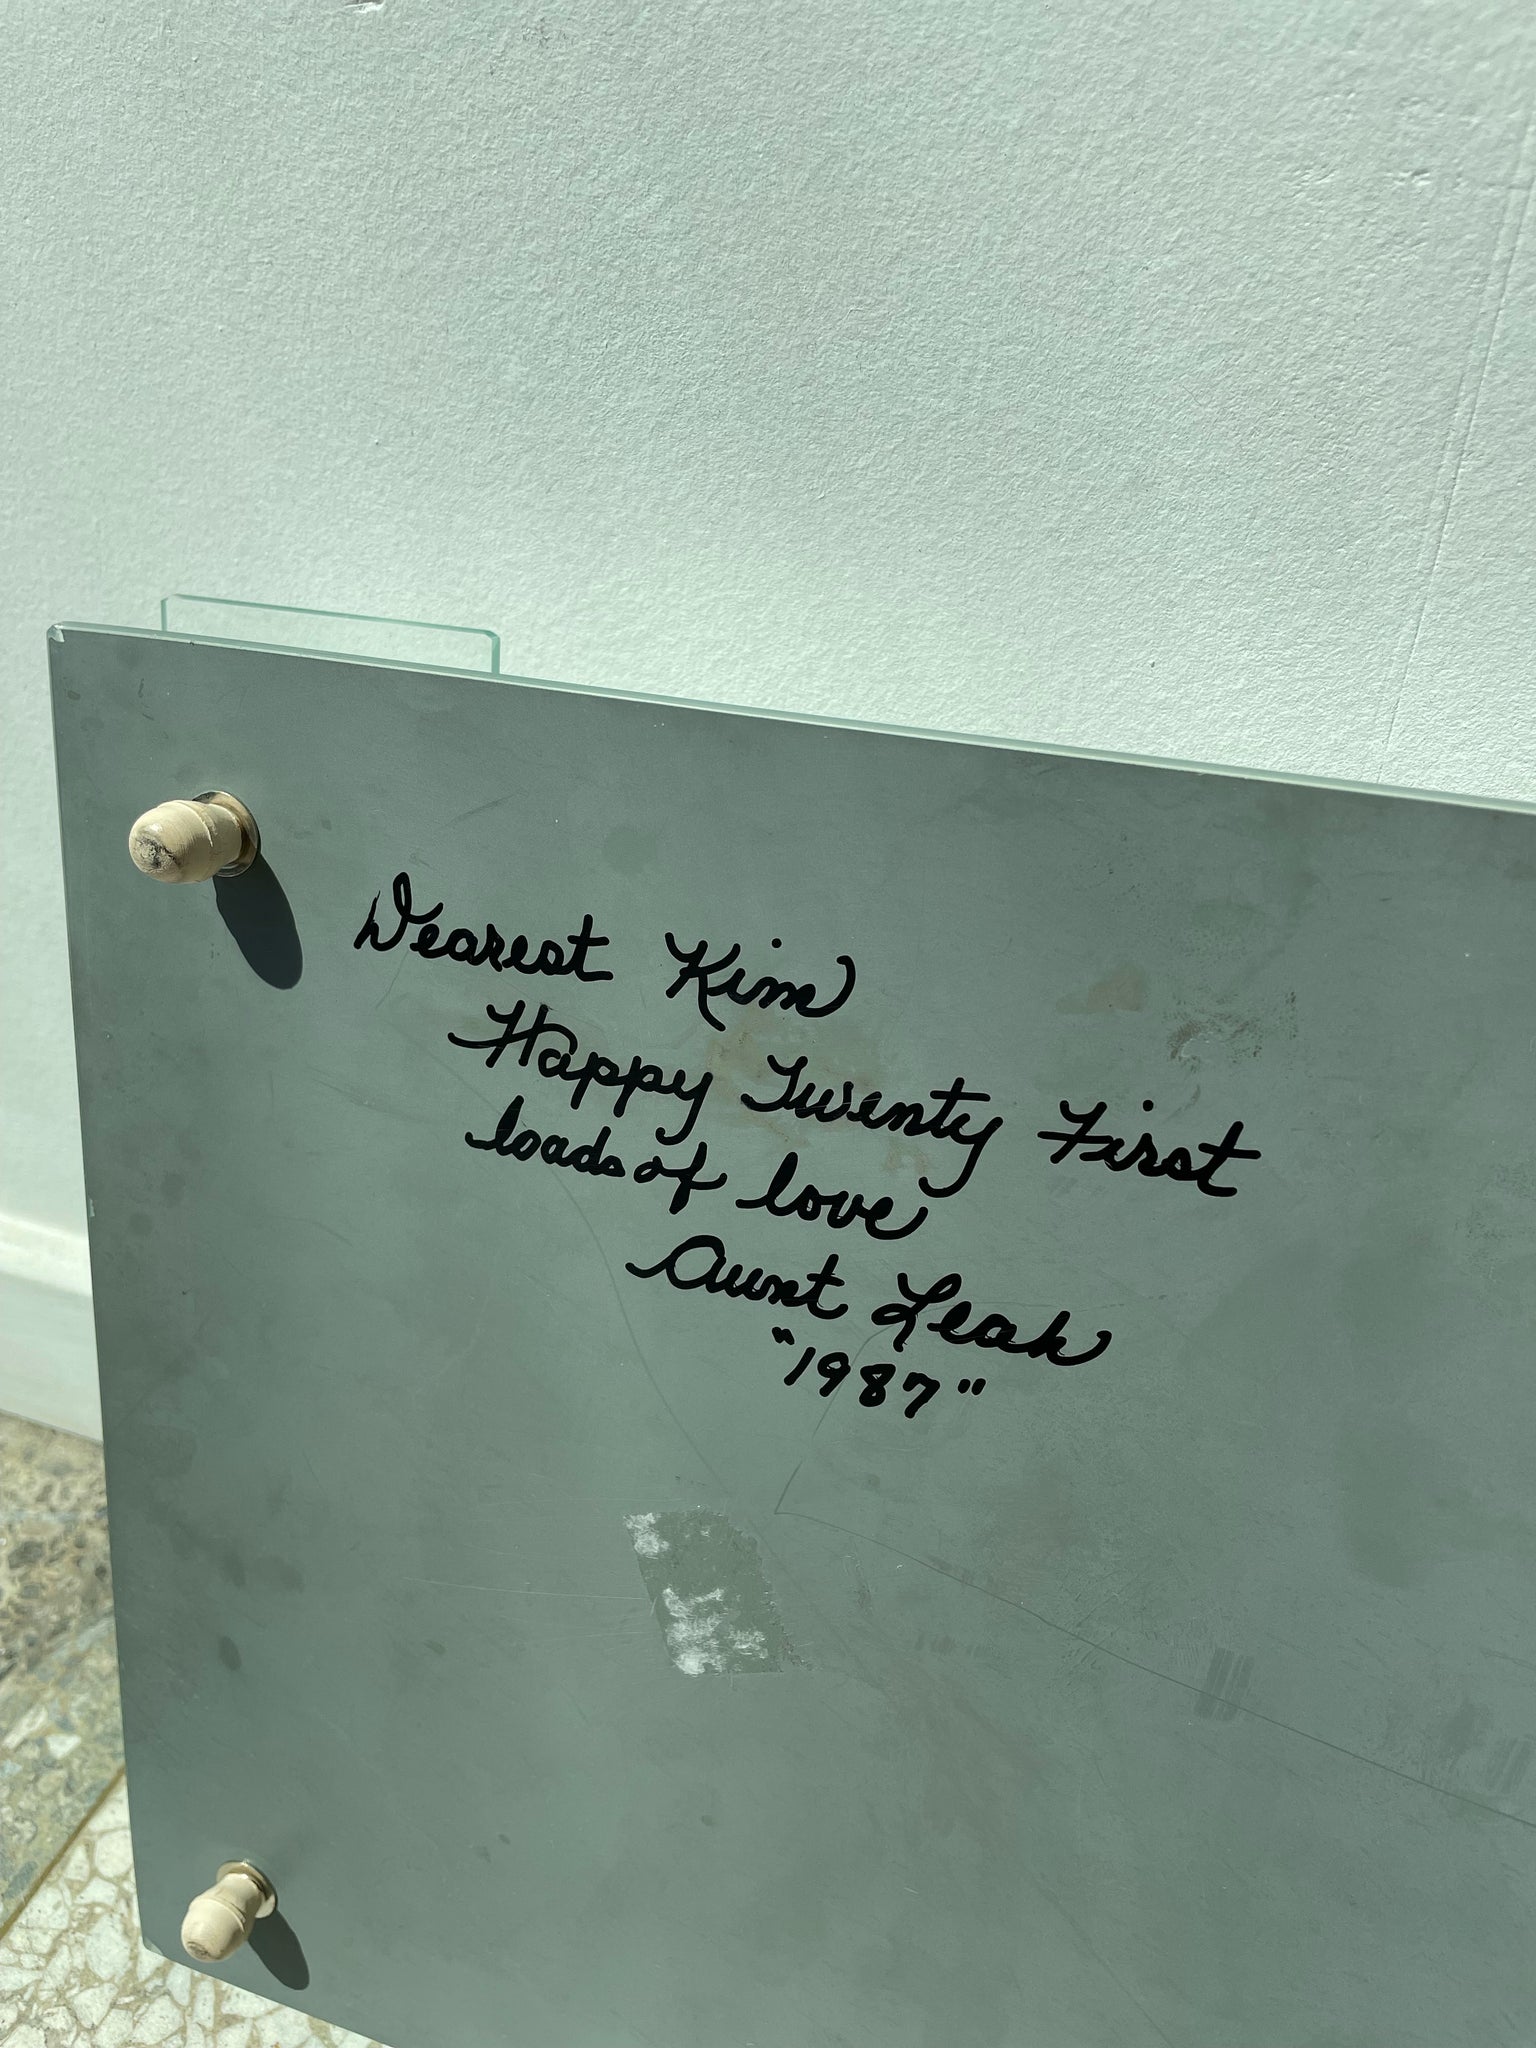 Dearest Kim
Happy Twenty First
loads of love
Aunt Leah
"1987"